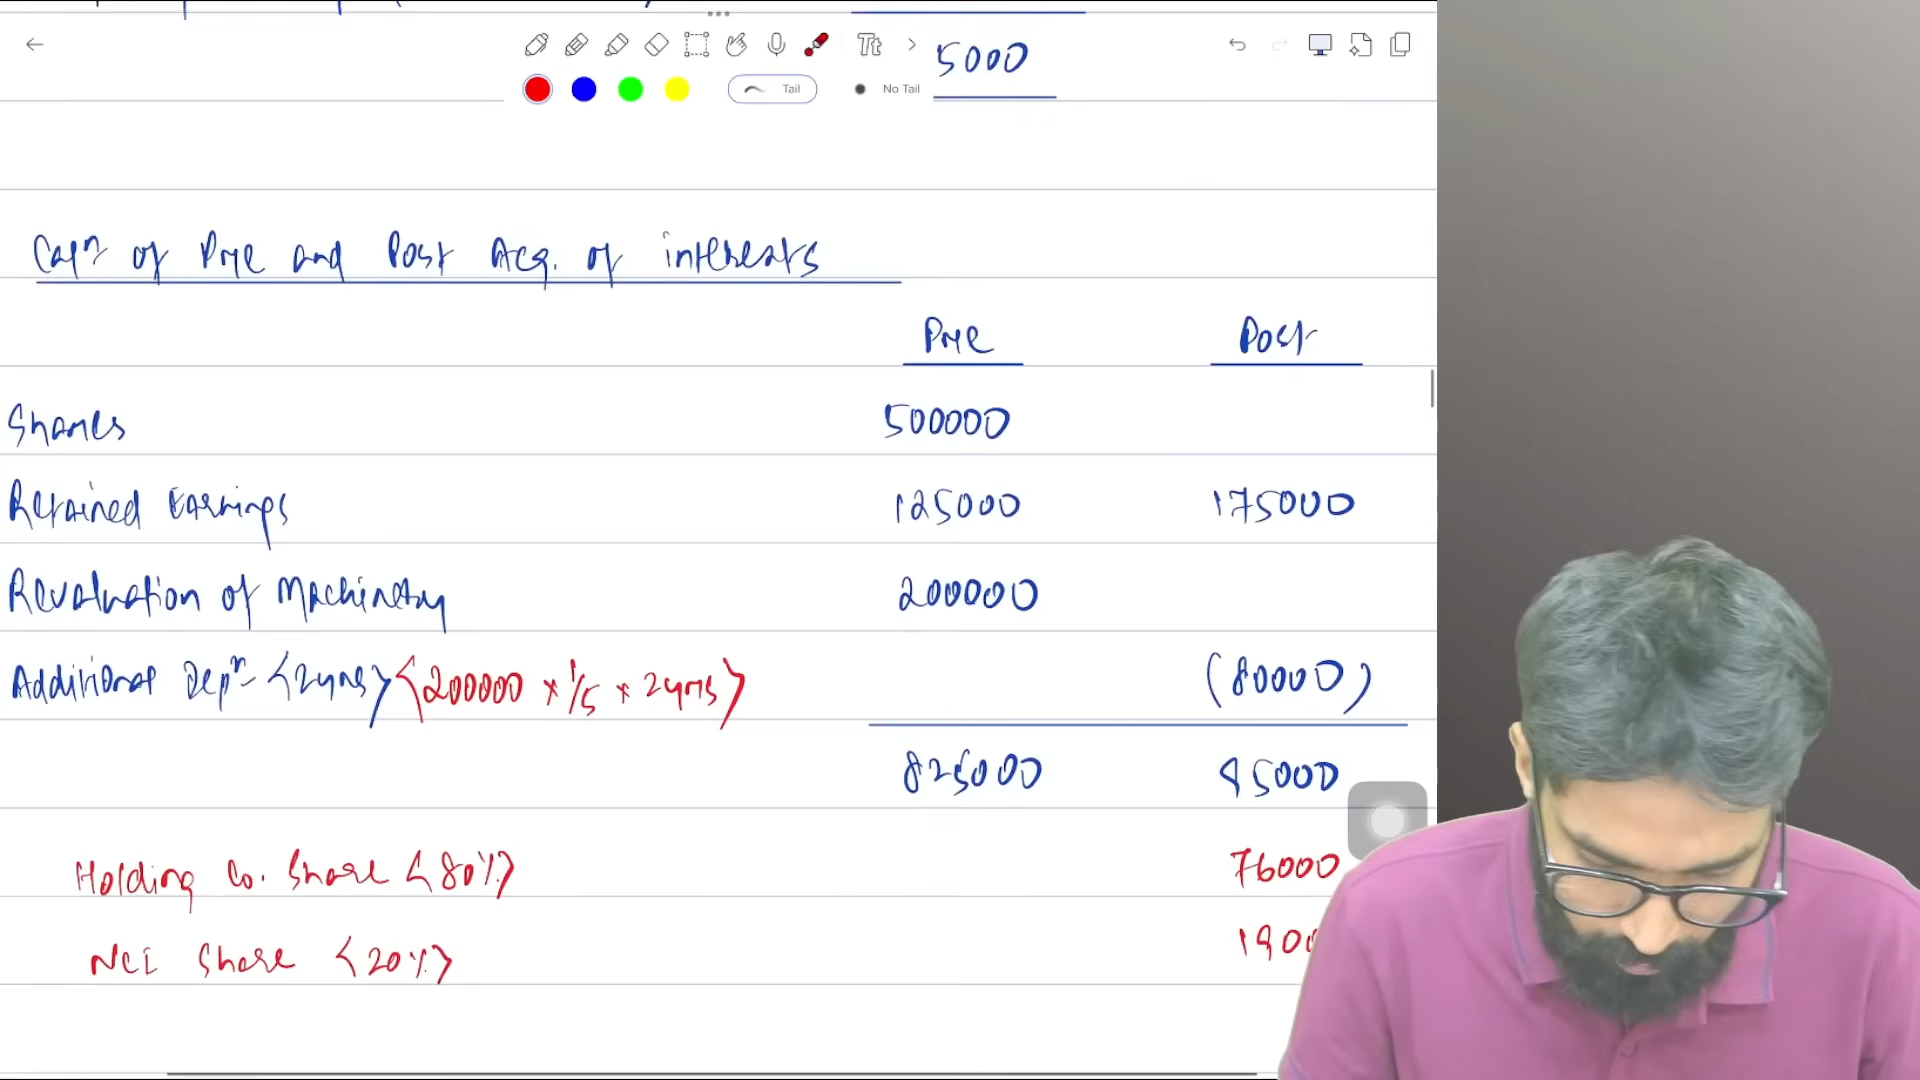 Tt 5000
Tail No Tail
Calⁿ of Pre and Post Acq. of interests
Pre Post
Shares 500000
Retained Earnings 125000 175000
Revaluation of Machinery 200000
Additional Depⁿ <2yrs> <200000 × 1/5 × 2yrs> (80000)
825000 95000
Holding Co. Share <80%> 76000
NCI Share <20%>